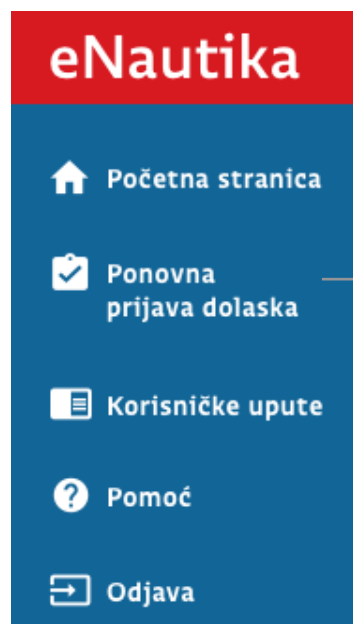 eNautika
Početna stranica
Ponovna
prijava dolaska
Korisničke upute
Pomoć
Odjava